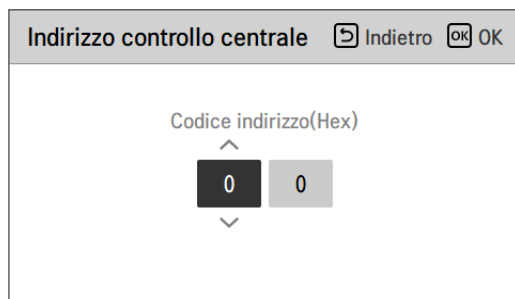 Indirizzo controllo centrale Indietro OK OK
Codice indirizzo(Hex)
0 0